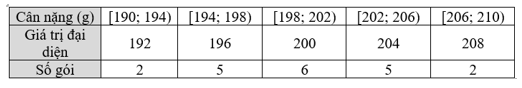 Cân nặng (g) [190; 194) [194; 198) [198; 202) [202; 206) [206; 210)
Giá trị đại diện 192 196 200 204 208
Số gói 2 5 6 5 2